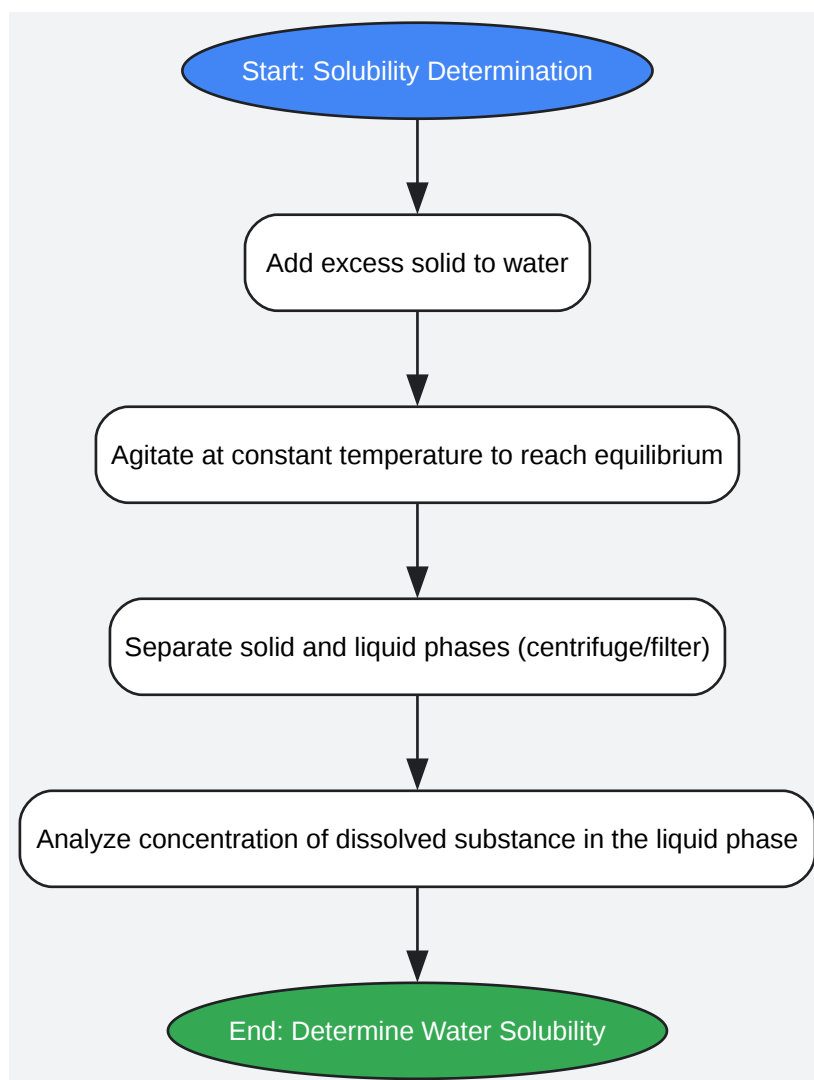 Start: Solubility Determination
Add excess solid to water
Agitate at constant temperature to reach equilibrium
Separate solid and liquid phases (centrifuge/filter)
Analyze concentration of dissolved substance in the liquid phase
End: Determine Water Solubility